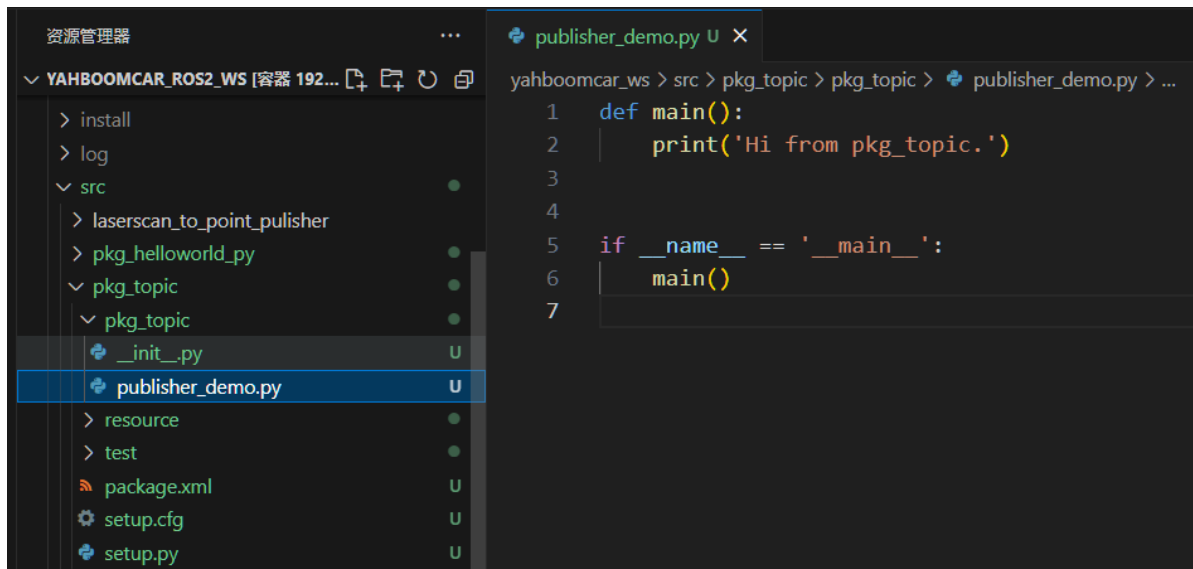 资源管理器
YAHBOOMCAR_ROS2_WS [容器 192...
install
log
src
laserscan_to_point_pulisher
pkg_helloworld_py
pkg_topic
pkg_topic
__init__.py U
publisher_demo.py U
resource
test
package.xml U
setup.cfg U
setup.py U
publisher_demo.py U
yahboomcar_ws > src > pkg_topic > pkg_topic > publisher_demo.py > ...
1 def main():
2     print('Hi from pkg_topic.')
3
4
5 if __name__ == '__main__':
6     main()
7